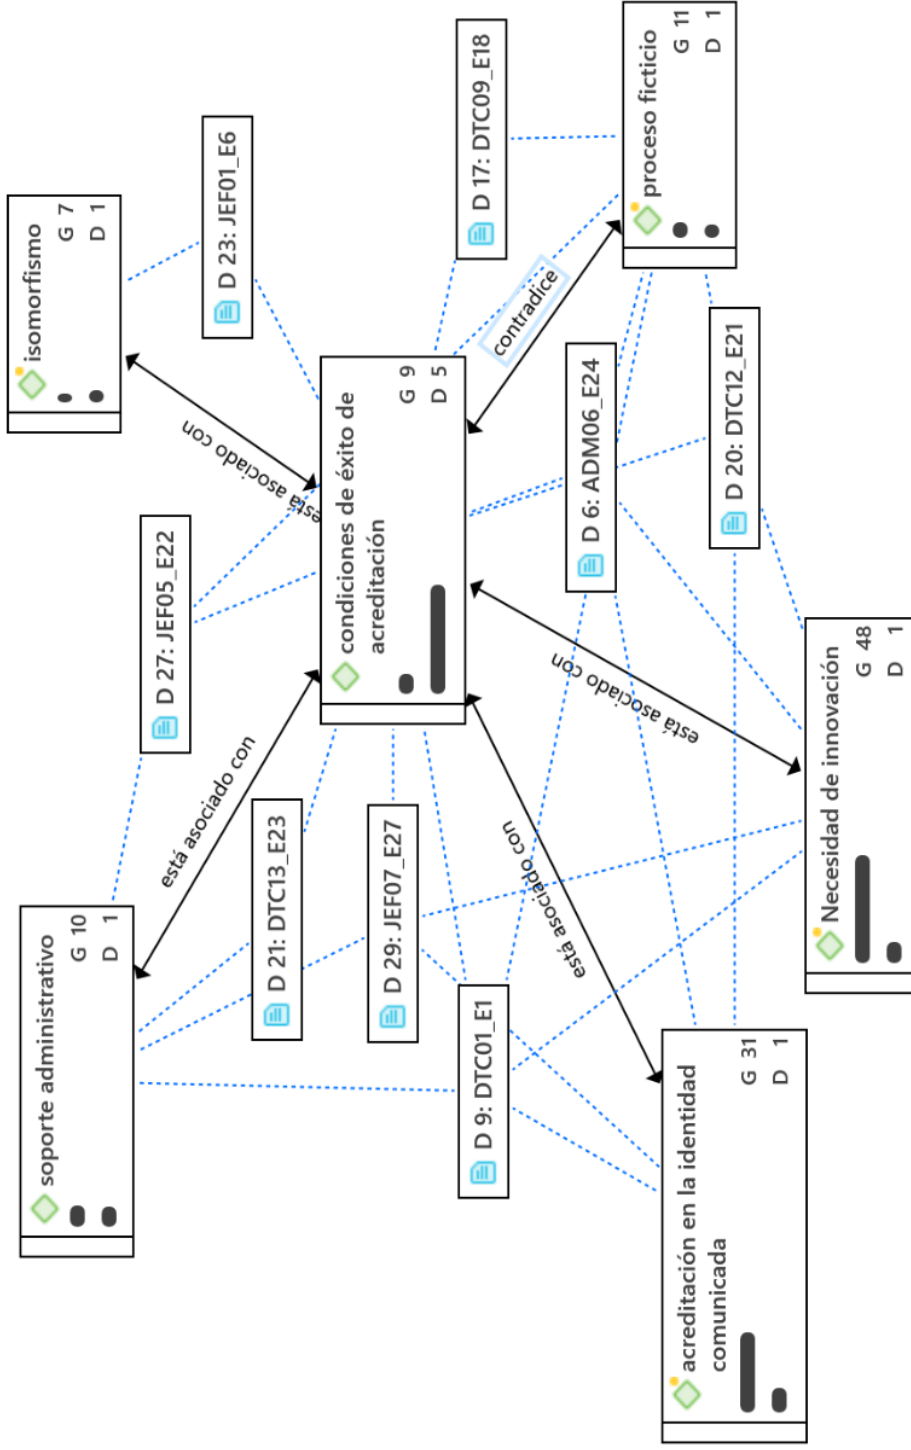 soporte administrativo
G 10
D 1
D 27: JEF05_E22
isomorfismo
G 7
D 1
D 23: JEF01_E6
está asociado con
está asociado con
D 21: DTC13_E23
D 29: JEF07_E27
condiciones de éxito de
acreditación
G 9
D 5
D 9: DTC01_E1
D 17: DTC09_E18
contradice
está asociado con
está asociado con
D 6: ADM06_E24
proceso ficticio
G 11
D 1
acreditación en la identidad
comunicada
G 31
D 1
D 20: DTC12_E21
Necesidad de innovación
G 48
D 1